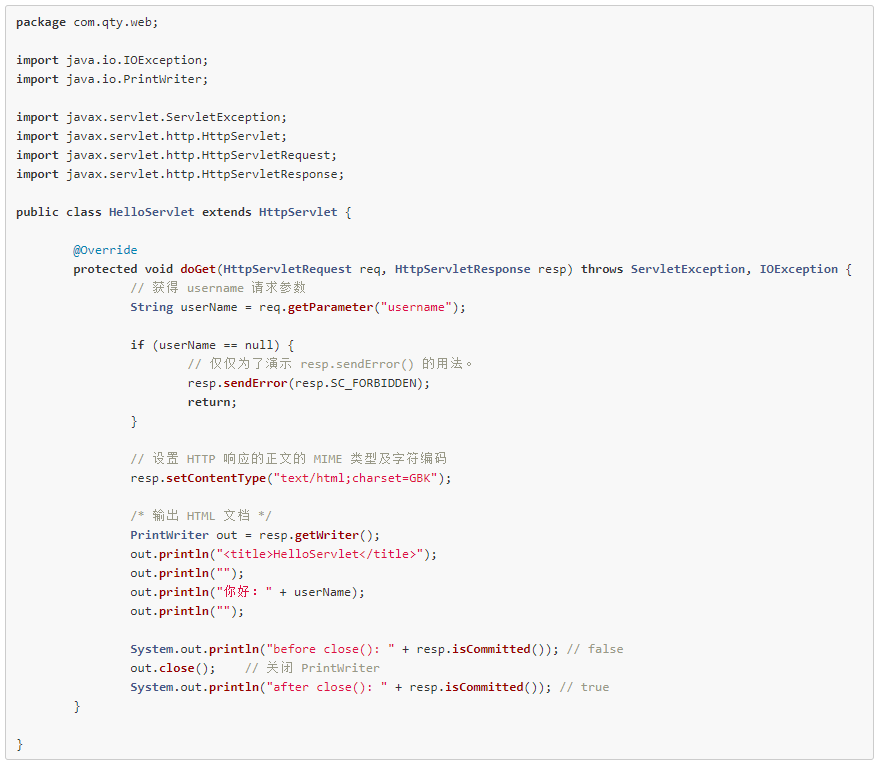 package com.qty.web;
import java.io.IOException;
import java.io.PrintWriter;
import javax.servlet.ServletException;
import javax.servlet.http.HttpServlet;
import javax.servlet.http.HttpServletRequest;
import javax.servlet.http.HttpServletResponse;
public class HelloServlet extends HttpServlet {
@Override
protected void doGet(HttpServletRequest req, HttpServletResponse resp) throws ServletException, IOException {
// 获得 username 请求参数
String userName = req.getParameter("username");
if (userName == null) {
// 仅仅为了演示 resp.sendError() 的用法。
resp.sendError(resp.SC_FORBIDDEN);
return;
}
// 设置 HTTP 响应的正文的 MIME 类型及字符编码
resp.setContentType("text/html;charset=GBK");
/* 输出 HTML 文档 */
PrintWriter out = resp.getWriter();
out.println("<title>HelloServlet</title>");
out.println("");
out.println("你好：" + userName);
out.println("");
System.out.println("before close(): " + resp.isCommitted()); // false
out.close(); // 关闭 PrintWriter
System.out.println("after close(): " + resp.isCommitted()); // true
}
}